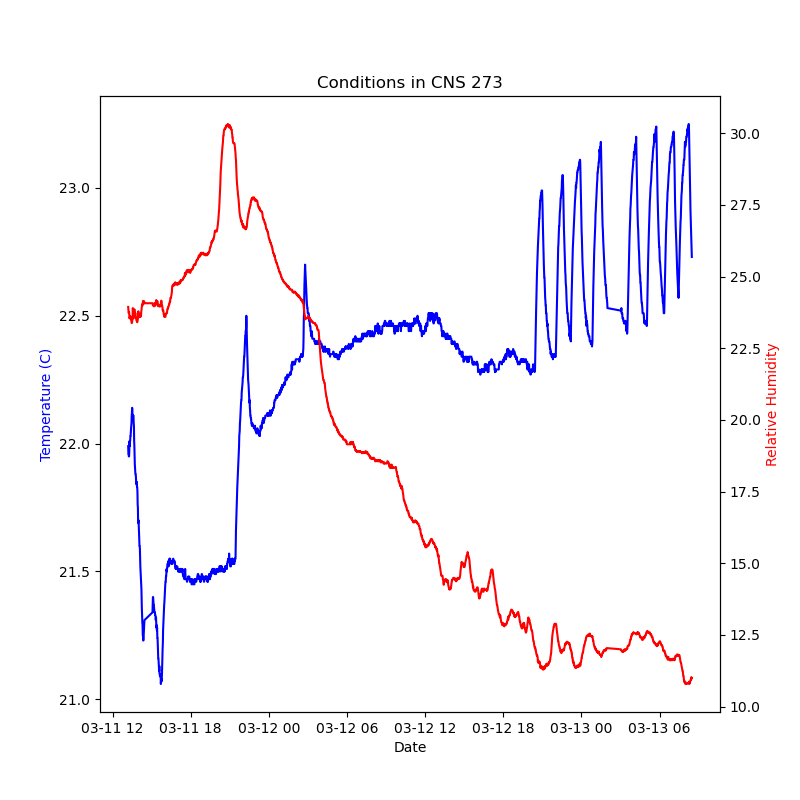 Conditions in CNS 273
Temperature (C)
23.0
22.5
22.0
21.5
21.0
30.0
27.5
25.0
22.5
20.0
17.5
15.0
12.5
10.0
Relative Humidity
03-11 12 03-11 18 03-12 00 03-12 06 03-12 12 03-12 18 03-13 00 03-13 06
Date